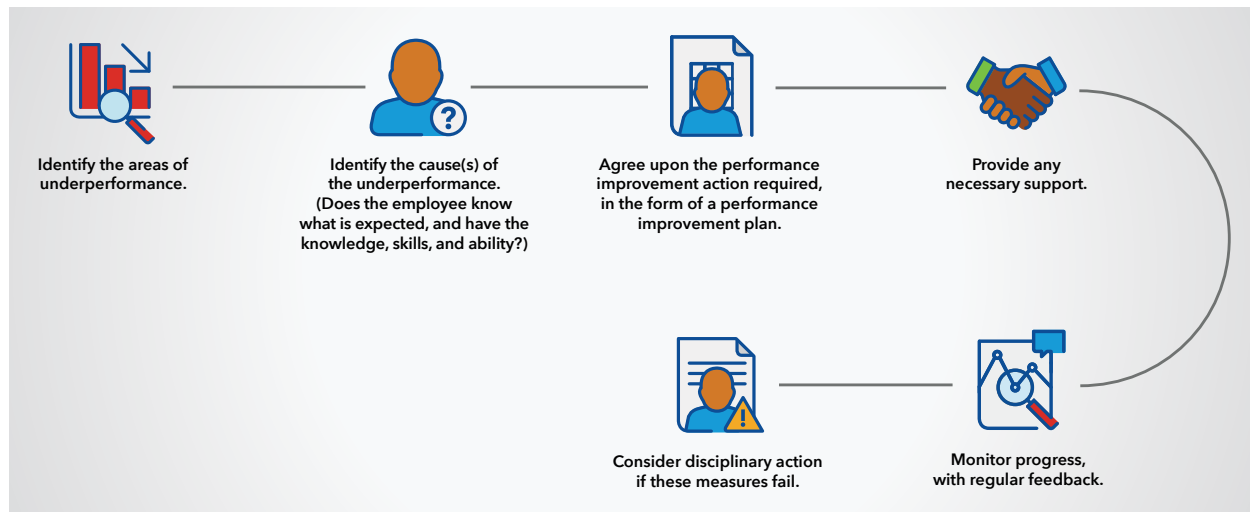 Identify the areas of
underperformance.
Identify the cause(s) of
the underperformance.
(Does the employee know
what is expected, and have the
knowledge, skills, and ability?)
Agree upon the performance
improvement action required,
in the form of a performance
improvement plan.
Provide any
necessary support.
Monitor progress,
with regular feedback.
Consider disciplinary action
if these measures fail.